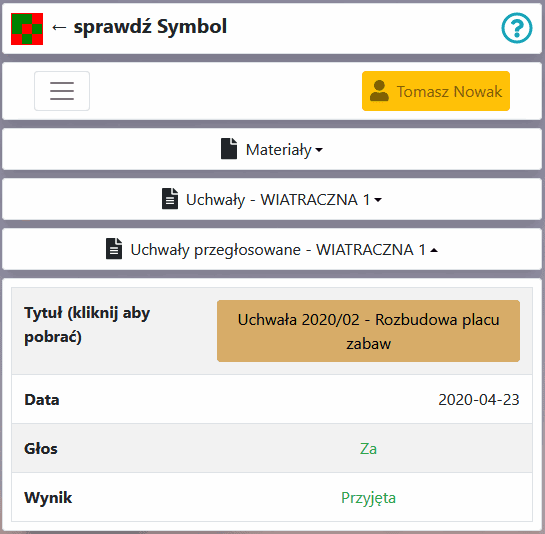 ← sprawdź Symbol
Tomasz Nowak
Materiały
Uchwały - WIATRACZNA 1
Uchwały przegłosowane - WIATRACZNA 1
Tytuł (kliknij aby
pobrać)
Uchwała 2020/02 - Rozbudowa placu
zabaw
Data
2020-04-23
Głos
Za
Wynik
Przyjęta